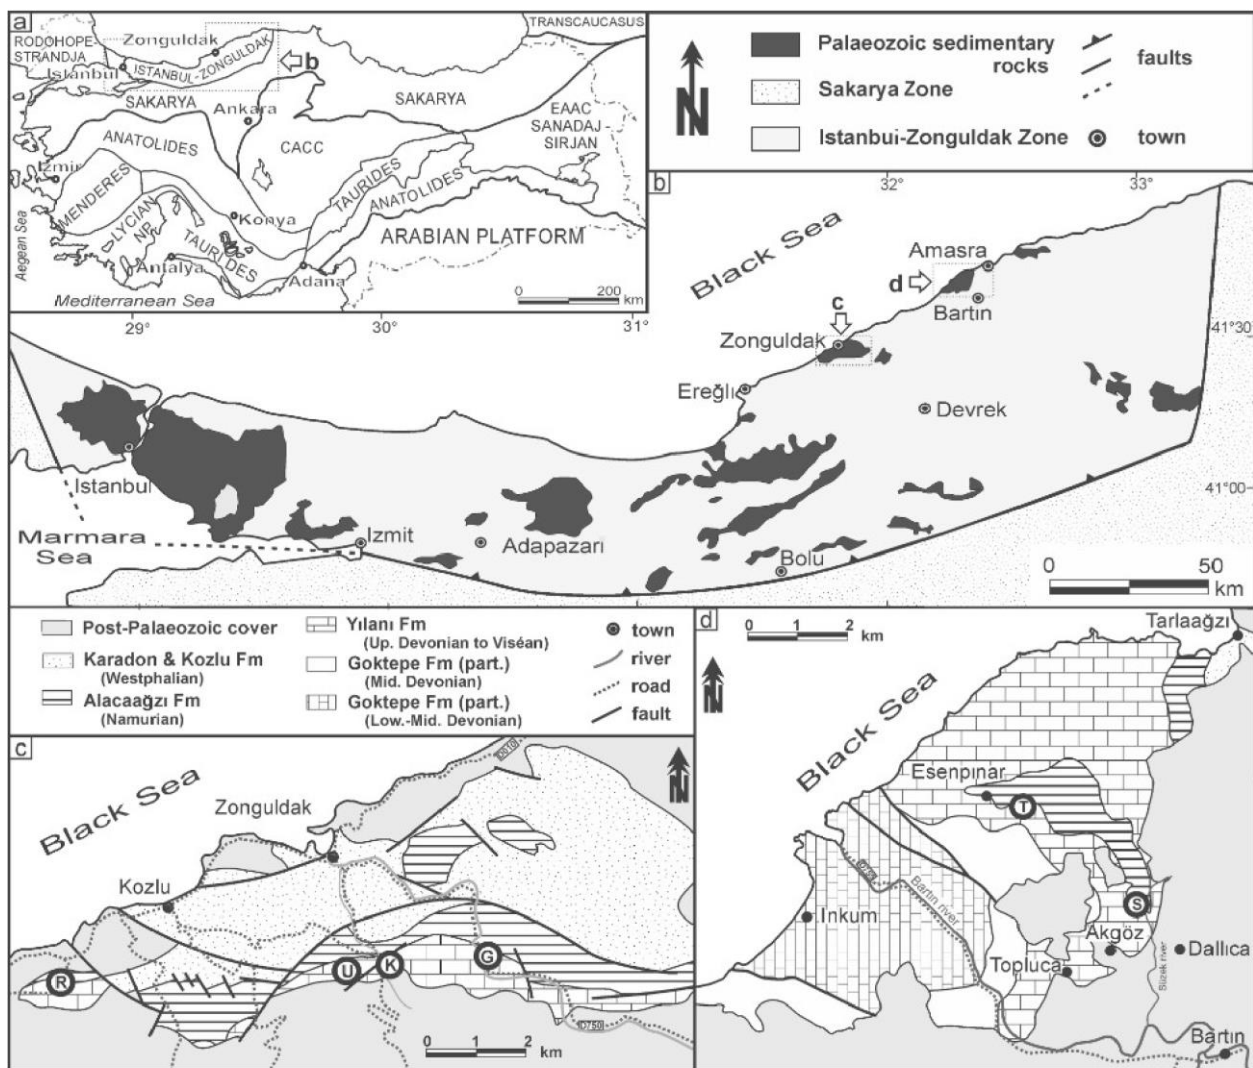 a
TRANSCAUCASUS
RODOHOPE-
STRANDJA
Zonguldak
Istanbul
ISTANBUL-ZONGULDAK
b
SAKARYA
SAKARYA
Ankara
EAAC
SANADAJ-
SIRJAN
ANATOLIDES
CACC
Izmir
MENDERES
TAURIDES
ANATOLIDES
LYCIAN
NP.
Konya
TAURIDES
ARABIAN PLATFORM
Aegean Sea
Antalya
Adana
Mediterranean Sea
0 200
km
N
Palaeozoic sedimentary
rocks
Sakarya Zone
Istanbui-Zonguldak Zone
faults
town
b
32°
33°
Black Sea
Amasra
d
Bartın
c
Zonguldak
41°30
29°
30°
31°
Ereğlı
Devrek
Istanbul
41°00
Marmara
Sea
Izmit
Adapazarı
Bolu
0 50
km
Post-Palaeozoic cover
Karadon & Kozlu Fm
(Westphalian)
Alacaağzı Fm
(Namurian)
Yılanı Fm
(Up. Devonian to Viséan)
Goktepe Fm (part.)
(Mid. Devonian)
Goktepe Fm (part.)
(Low.-Mid. Devonian)
town
river
road
fault
c
Black Sea
D010
N
Zonguldak
Kozlu
R
U
K
G
D750
0 1 2
km
d
0 1 2
km
Tarlaağzı
N
Black Sea
Esenpınar
T
Bartın river
Inkum
S
Akgöz
Dallıca
Topluca
Büzek river
Bartın